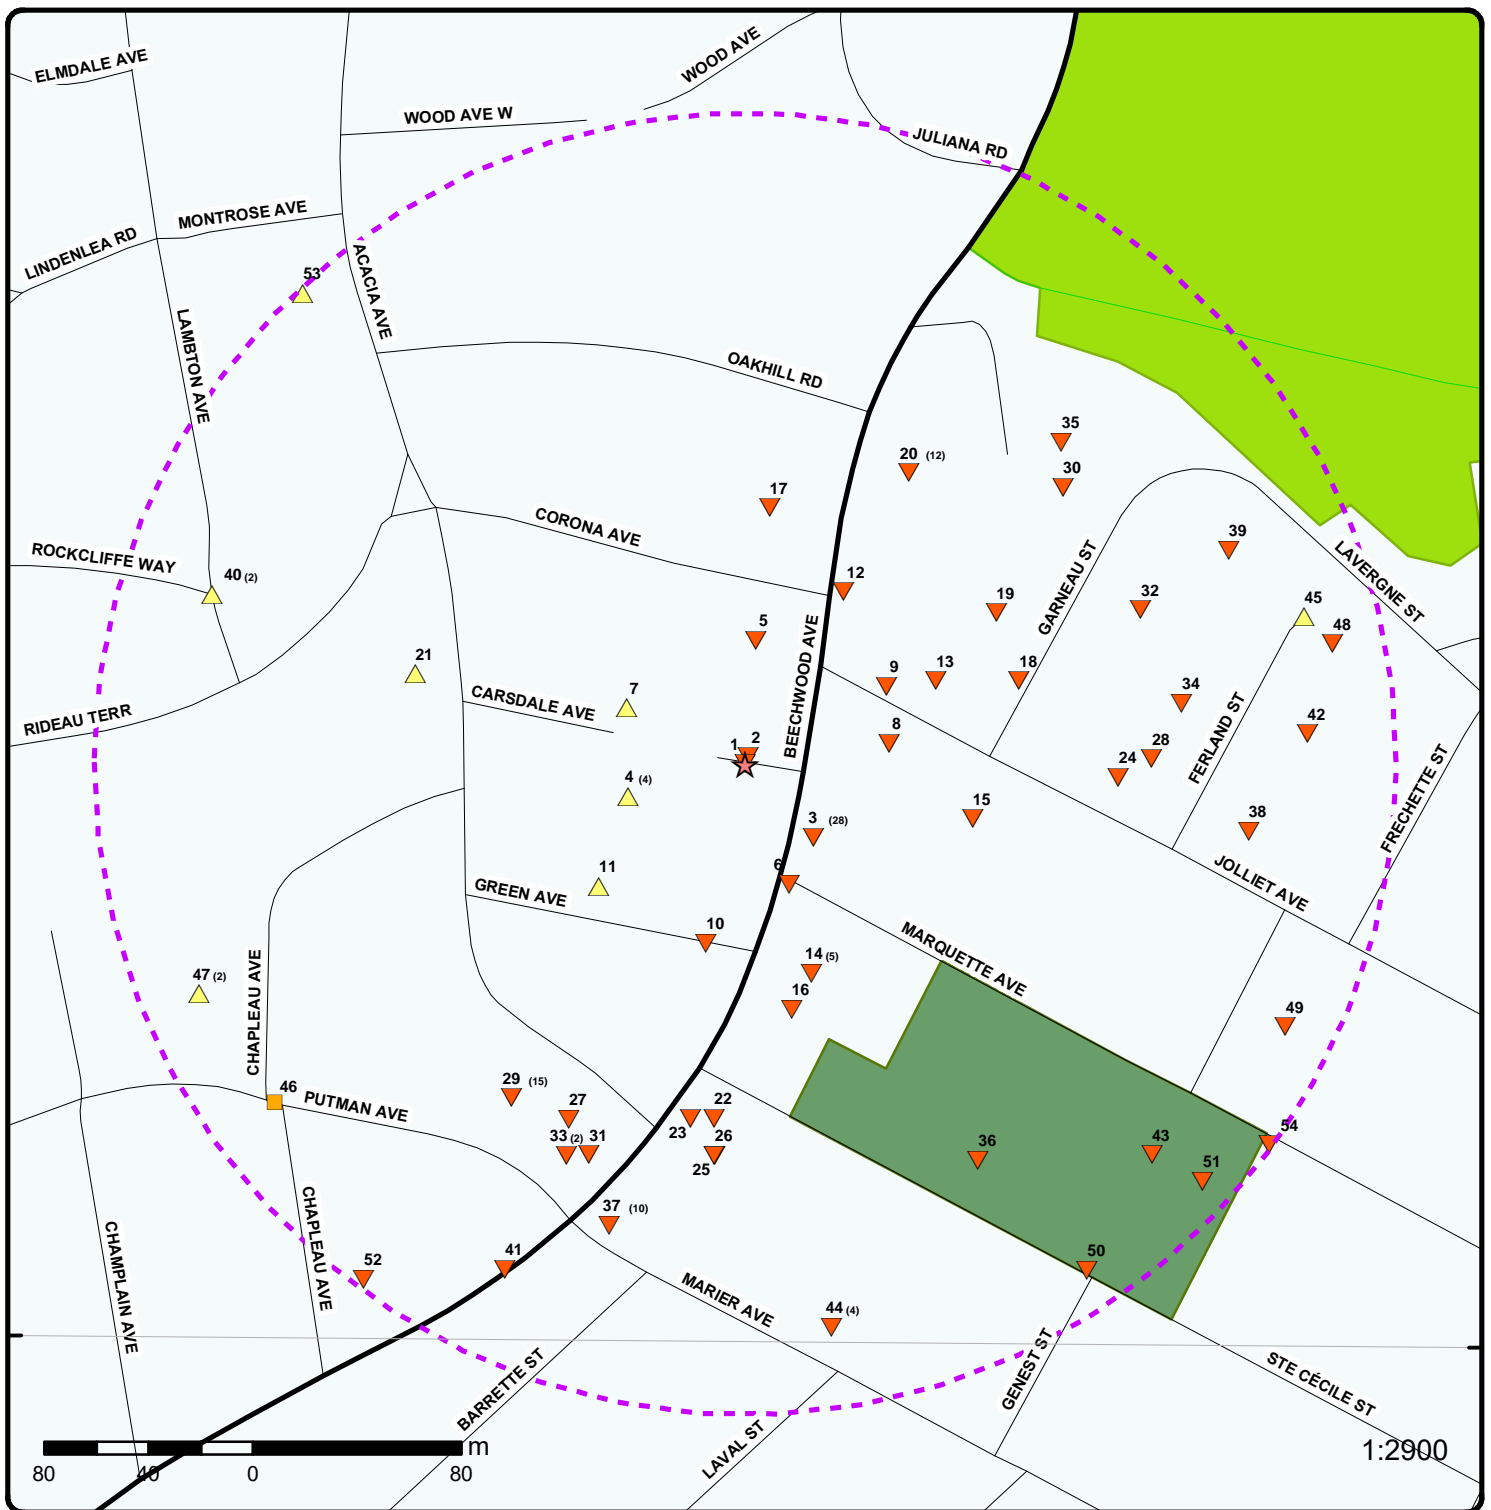 WOOD AVE
ELMDALE AVE
WOOD AVE W
JULIANA RD
MONTROSE AVE
LINDENLEA RD
ACACIA AVE
53
LAMBTON AVE
OAKHILL RD
35
20 (12)
30
17
CORONA AVE
39
ROCKCLIFFE WAY
LAVERGNE ST
40 (2)
12
GARNEAU ST
32
45
19
5
48
21
9
13
18
7
34
BEECHWOOD AVE
CARSDALE AVE
RIDEAU TERR
42
8
FERLAND ST
1
2
28
24
4 (4)
FRECHETTE ST
15
3 (28)
38
6
11
JOLLIET AVE
GREEN AVE
10
MARQUETTE AVE
14 (5)
47 (2)
CHAPLEAU AVE
16
49
29 (15)
46
PUTMAN AVE
27
22
23
54
33 (2)
31
26
36
43
25
51
CHAPLEAU AVE
37 (10)
41
50
52
CHAMPLAIN AVE
MARIER AVE
44 (4)
GENEST ST
STE CÉCILE ST
BARRETTE ST
LAVAL ST
m
1:2900
80
40
0
80